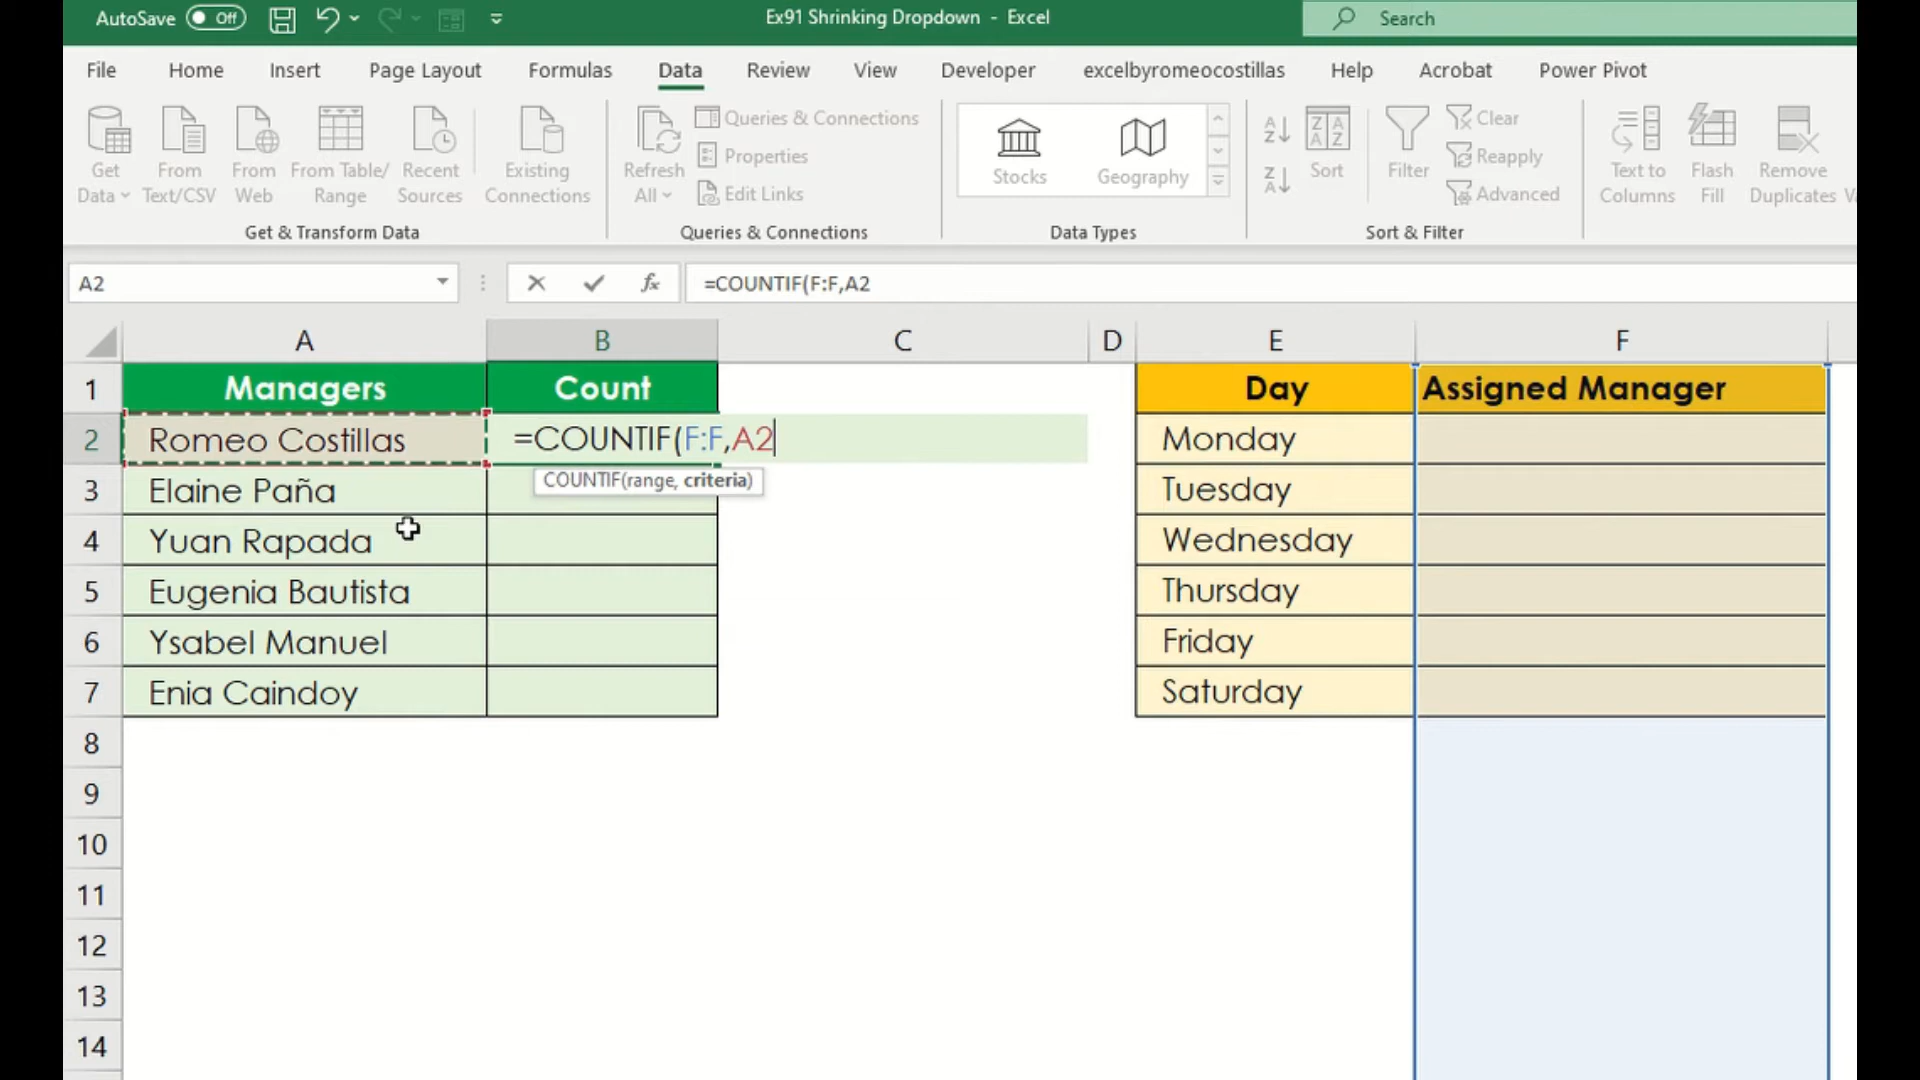 AutoSave Off Ex91 Shrinking Dropdown - Excel Search
File Home Insert Page Layout Formulas Data Review View Developer excelbyromeocostillas Help Acrobat Power Pivot
Get Data From Text/CSV From Web From Table/ Range Recent Sources Existing Connections
Refresh All Queries & Connections
Properties
Edit Links
Stocks Geography
Sort Filter Clear
Reapply
Advanced
Text to Columns Flash Fill Remove Duplicates
Get & Transform Data Queries & Connections Data Types Sort & Filter
A2 fx =COUNTIF(F:F,A2
A B C D E F
1 Managers Count Day Assigned Manager
2 Romeo Costillas =COUNTIF(F:F,A2 Monday
COUNTIF(range, criteria)
3 Elaine Paña Tuesday
4 Yuan Rapada Wednesday
5 Eugenia Bautista Thursday
6 Ysabel Manuel Friday
7 Enia Caindoy Saturday
8
9
10
11
12
13
14